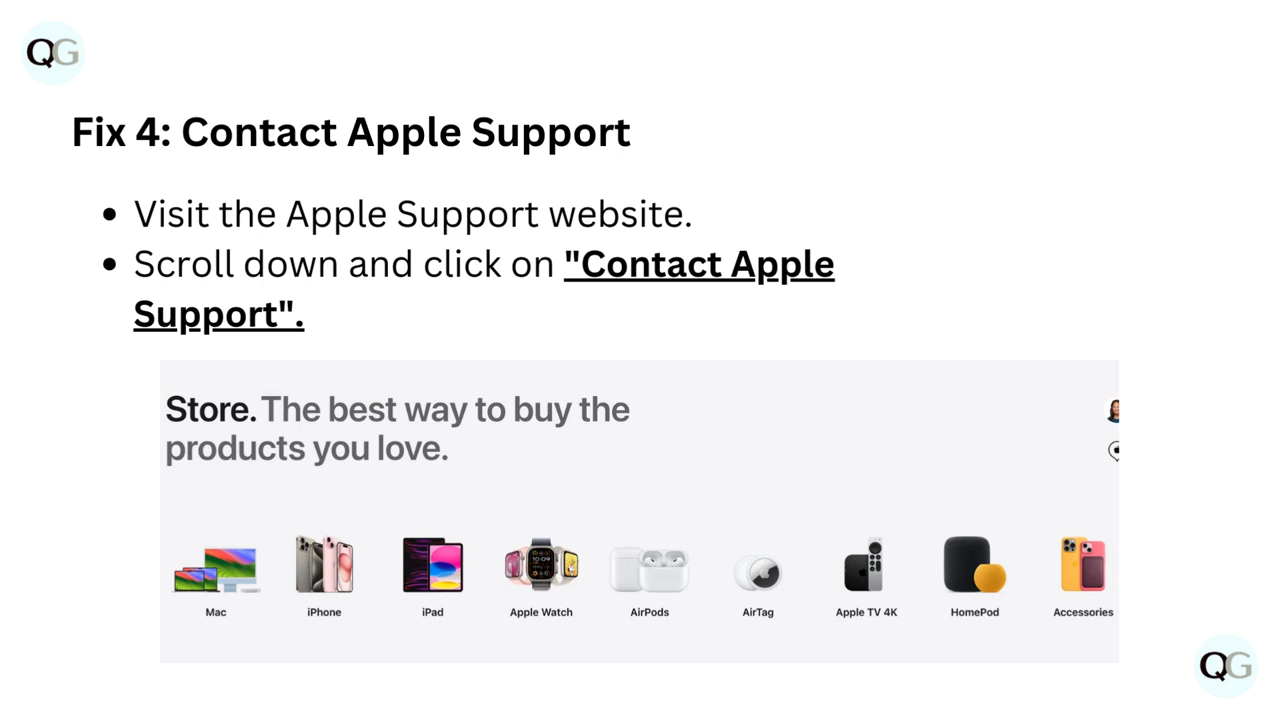 QG
Fix 4: Contact Apple Support
Visit the Apple Support website.
Scroll down and click on "Contact Apple
Support".
Store. The best way to buy the
products you love.
Mac iPhone iPad Apple Watch AirPods AirTag Apple TV 4K HomePod Accessories
QG